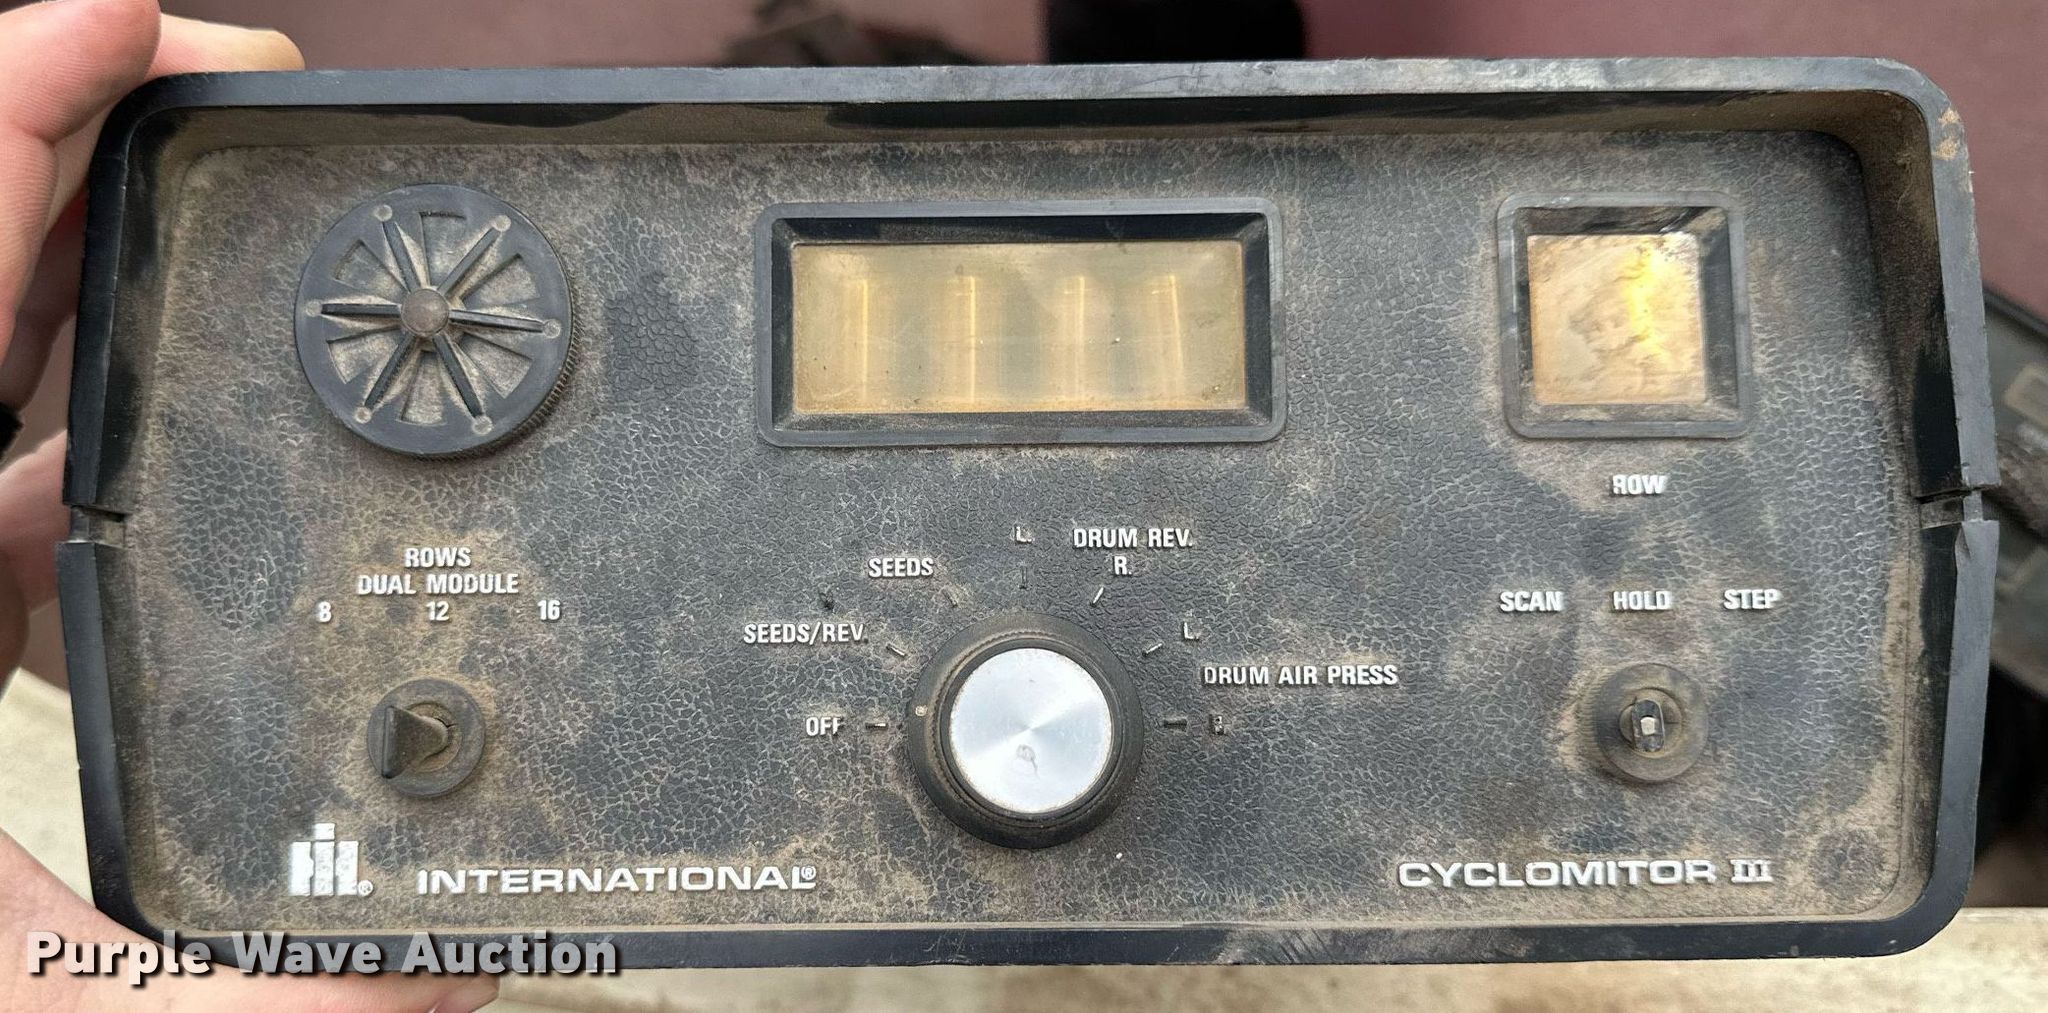 ROW
L.
DRUM REV.
R.
SEEDS
SEEDS/REV.
OFF
L.
DRUM AIR PRESS
R
ROWS
DUAL MODULE
8 12 16
SCAN HOLD STEP
IH®
INTERNATIONAL®
CYCLOMITOR III
Purple Wave Auction